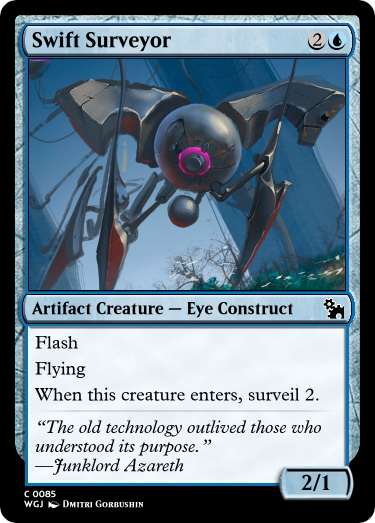 Swift Surveyor 2
Artifact Creature — Eye Construct
Flash
Flying
When this creature enters, surveil 2.
“The old technology outlived those who
understood its purpose.”
—Junklord Azareth
2/1
C 0085
WGJ Dmitri Gorbushin